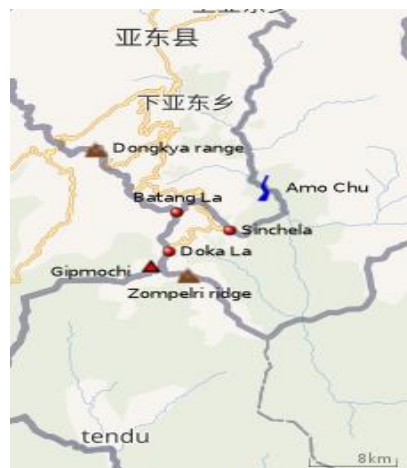 亚东县
下亚东乡
Dongkya range
Amo Chu
Batang La
Sinchela
Doka La
Gipmochi
Zompelri ridge
tendu
8km